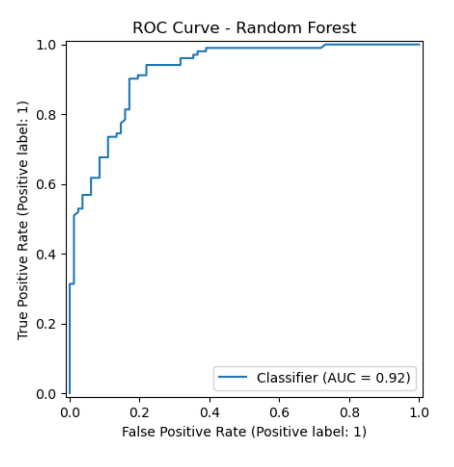 ROC Curve - Random Forest
1.0
0.8
0.6
0.4
0.2
0.0
True Positive Rate (Positive label: 1)
Classifier (AUC = 0.92)
0.0 0.2 0.4 0.6 0.8 1.0
False Positive Rate (Positive label: 1)